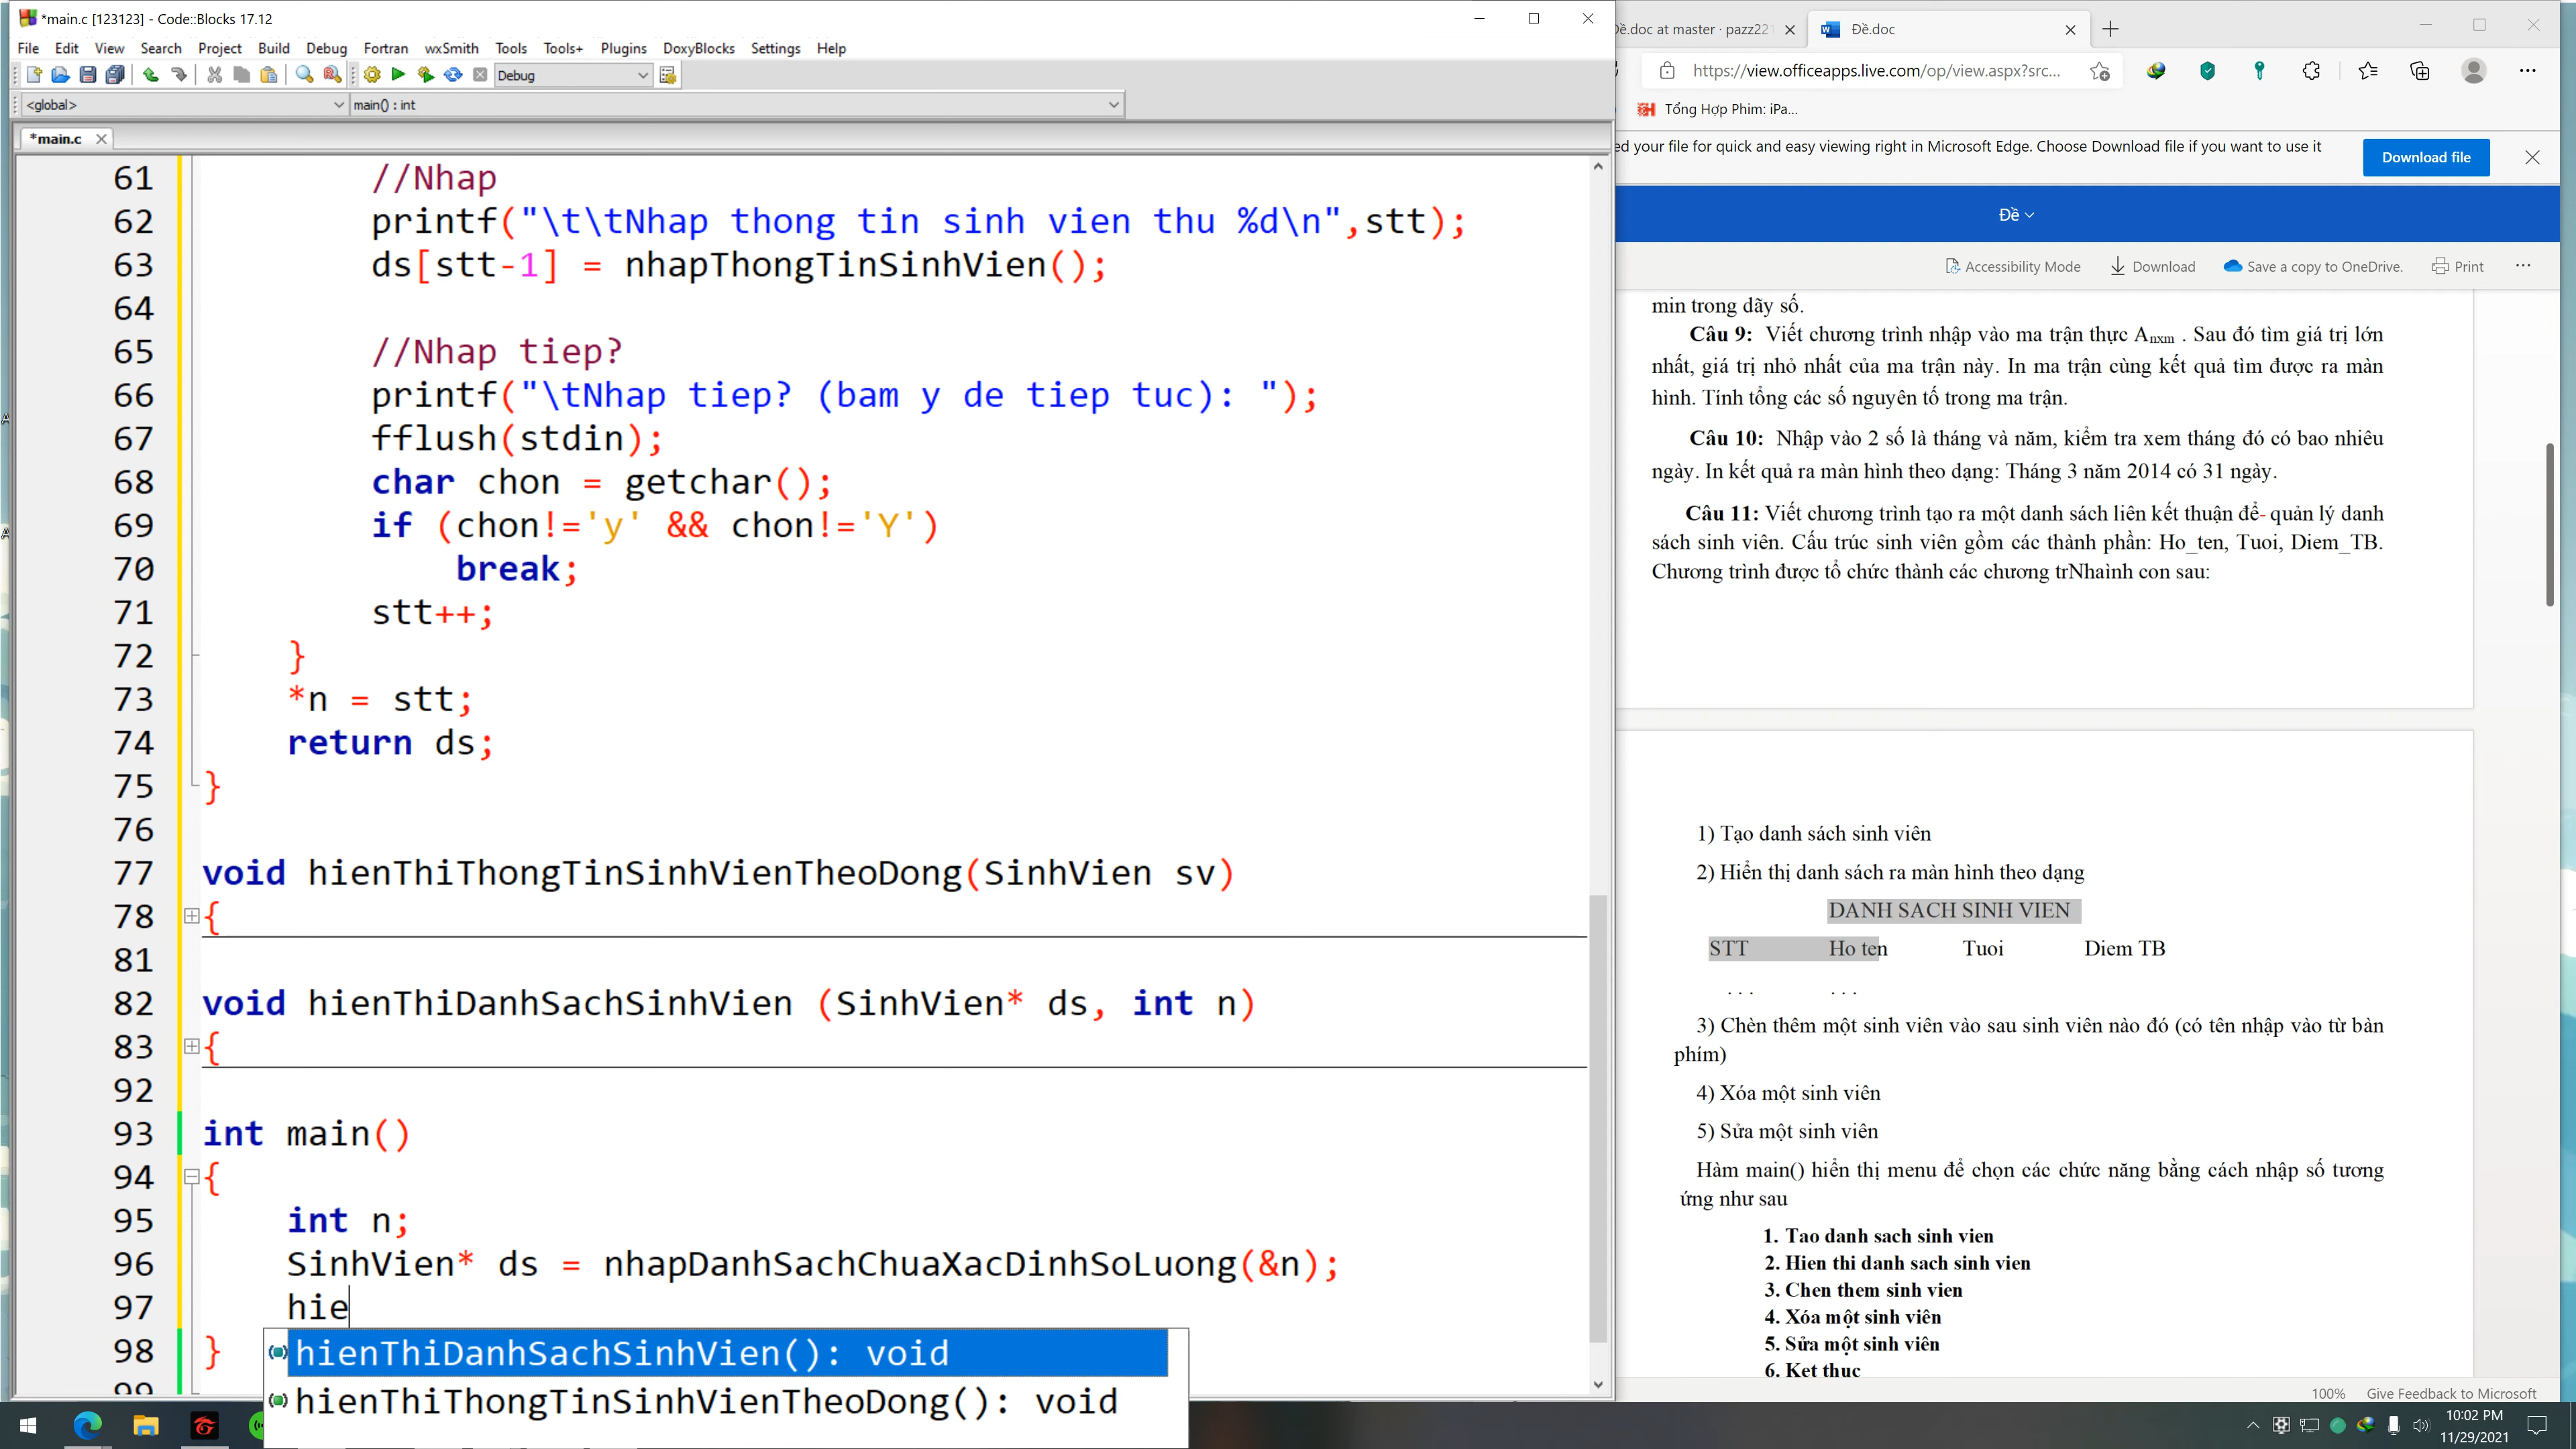 *main.c [123123] - Code::Blocks 17.12
File Edit View Search Project Build Debug Fortran wxSmith Tools Tools+ Plugins DoxyBlocks Settings Help
Debug
<global> main() : int
*main.c
61 //Nhap
62 printf("\t\tNhap thong tin sinh vien thu %d\n",stt);
63 ds[stt-1] = nhapThongTinSinhVien();
64
65 //Nhap tiep?
66 printf("\tNhap tiep? (bam y de tiep tuc): ");
67 fflush(stdin);
68 char chon = getchar();
69 if (chon!='y' && chon!='Y')
70 break;
71 stt++;
72 }
73 *n = stt;
74 return ds;
75 }
76
77 void hienThiThongTinSinhVienTheoDong(SinhVien sv)
78 {
81
82 void hienThiDanhSachSinhVien (SinhVien* ds, int n)
83 {
92
93 int main()
94 {
95 int n;
96 SinhVien* ds = nhapDanhSachChuaXacDinhSoLuong(&n);
97 hie
98 }
99
hienThiDanhSachSinhVien(): void
hienThiThongTinSinhVienTheoDong(): void
Đề.doc at master · pazz221
Đề.doc
https://view.officeapps.live.com/op/view.aspx?src...
Tổng Hợp Phim: iPa...
ed your file for quick and easy viewing right in Microsoft Edge. Choose Download file if you want to use it
Download file
Đề
Accessibility Mode Download Save a copy to OneDrive. Print
min trong dãy số.
Câu 9: Viết chương trình nhập vào ma trận thực Anxm . Sau đó tìm giá trị lớn
nhất, giá trị nhỏ nhất của ma trận này. In ma trận cùng kết quả tìm được ra màn
hình. Tính tổng các số nguyên tố trong ma trận.
Câu 10: Nhập vào 2 số là tháng và năm, kiểm tra xem tháng đó có bao nhiêu
ngày. In kết quả ra màn hình theo dạng: Tháng 3 năm 2014 có 31 ngày.
Câu 11: Viết chương trình tạo ra một danh sách liên kết thuận để- quản lý danh
sách sinh viên. Cấu trúc sinh viên gồm các thành phần: Ho_ten, Tuoi, Diem_TB.
Chương trình được tổ chức thành các chương trNhaình con sau:
1) Tạo danh sách sinh viên
2) Hiển thị danh sách ra màn hình theo dạng
DANH SACH SINH VIEN
STT Ho ten Tuoi Diem TB
. . . . . .
3) Chèn thêm một sinh viên vào sau sinh viên nào đó (có tên nhập vào từ bàn
phím)
4) Xóa một sinh viên
5) Sửa một sinh viên
Hàm main() hiển thị menu để chọn các chức năng bằng cách nhập số tương
ứng như sau
1. Tao danh sach sinh vien
2. Hien thi danh sach sinh vien
3. Chen them sinh vien
4. Xóa một sinh viên
5. Sửa một sinh viên
6. Ket thuc
100% Give Feedback to Microsoft
10:02 PM
11/29/2021